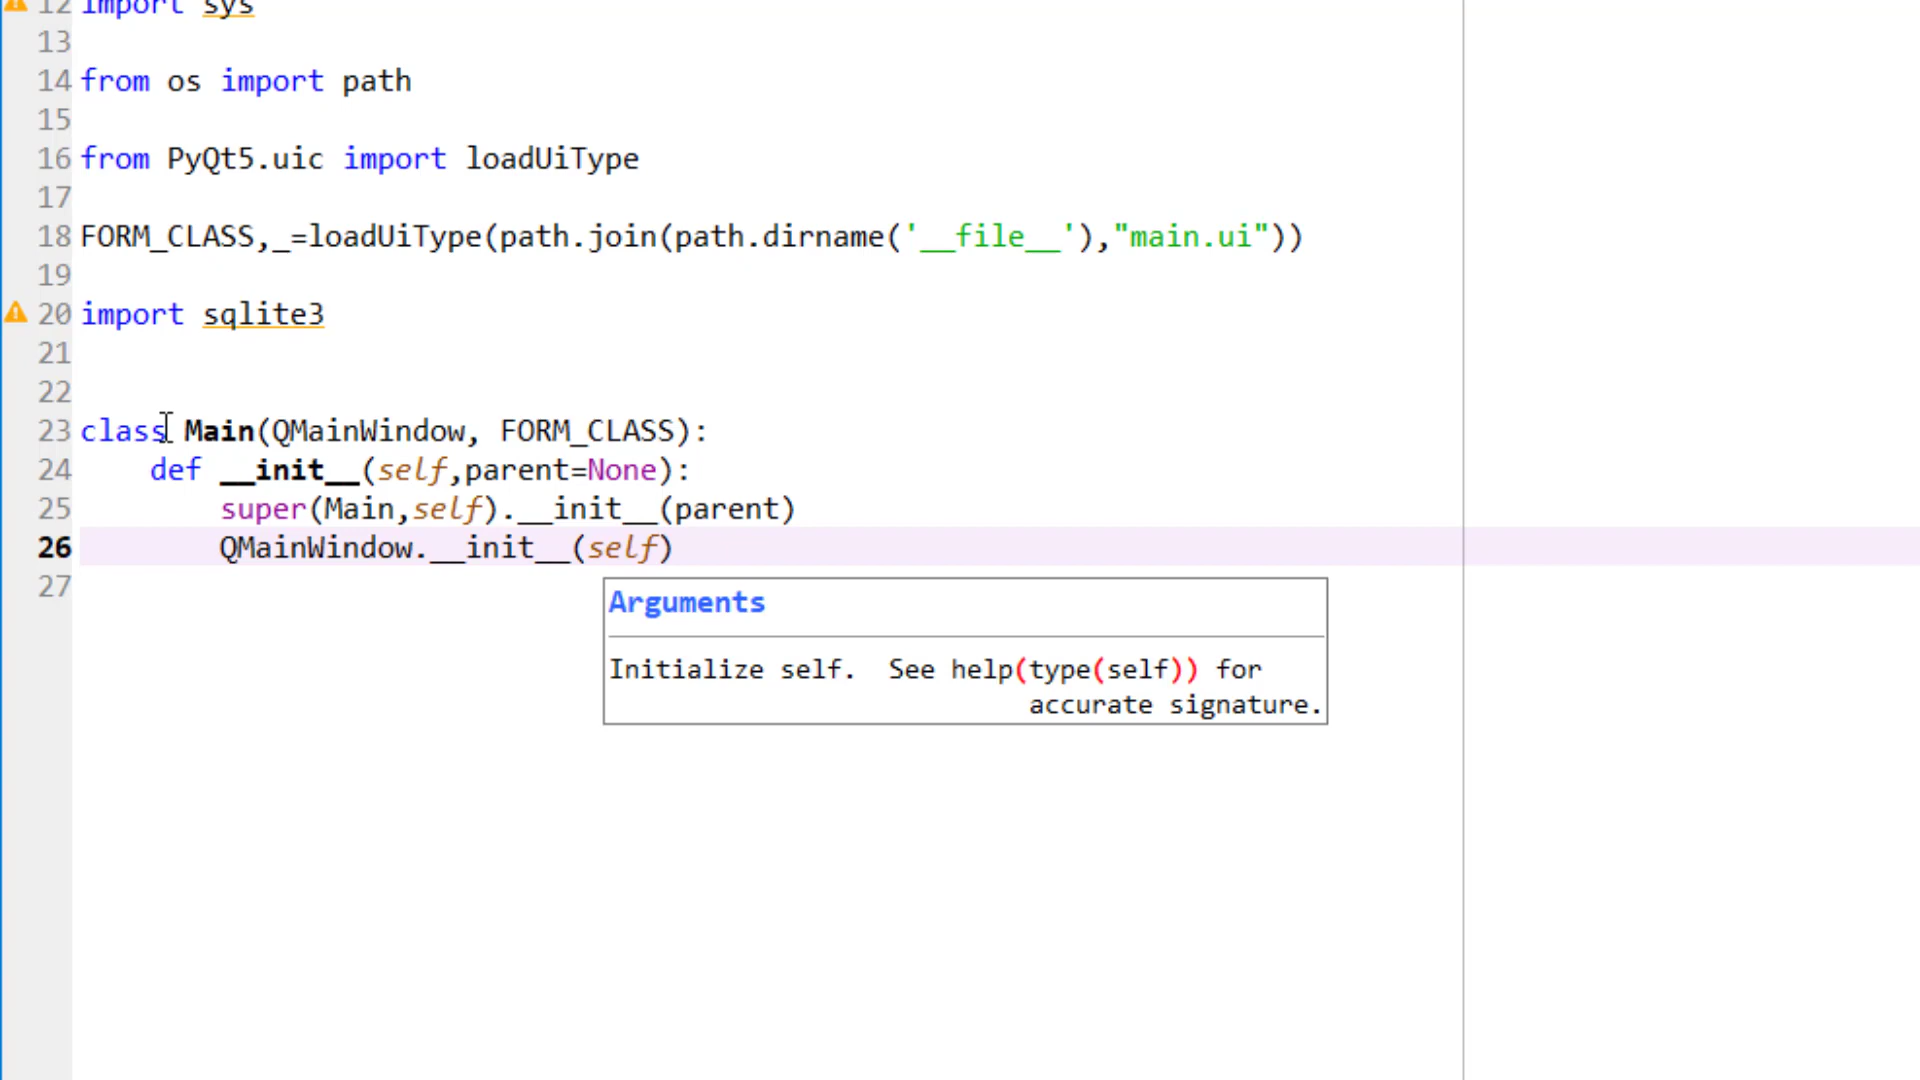 12 import sys
13
14 from os import path
15
16 from PyQt5.uic import loadUiType
17
18 FORM_CLASS,_=loadUiType(path.join(path.dirname('__file__'),"main.ui"))
19
20 import sqlite3
21
22
23 class Main(QMainWindow, FORM_CLASS):
24     def __init__(self,parent=None):
25         super(Main,self).__init__(parent)
26         QMainWindow.__init__(self)
27
Arguments
Initialize self.  See help(type(self)) for
accurate signature.